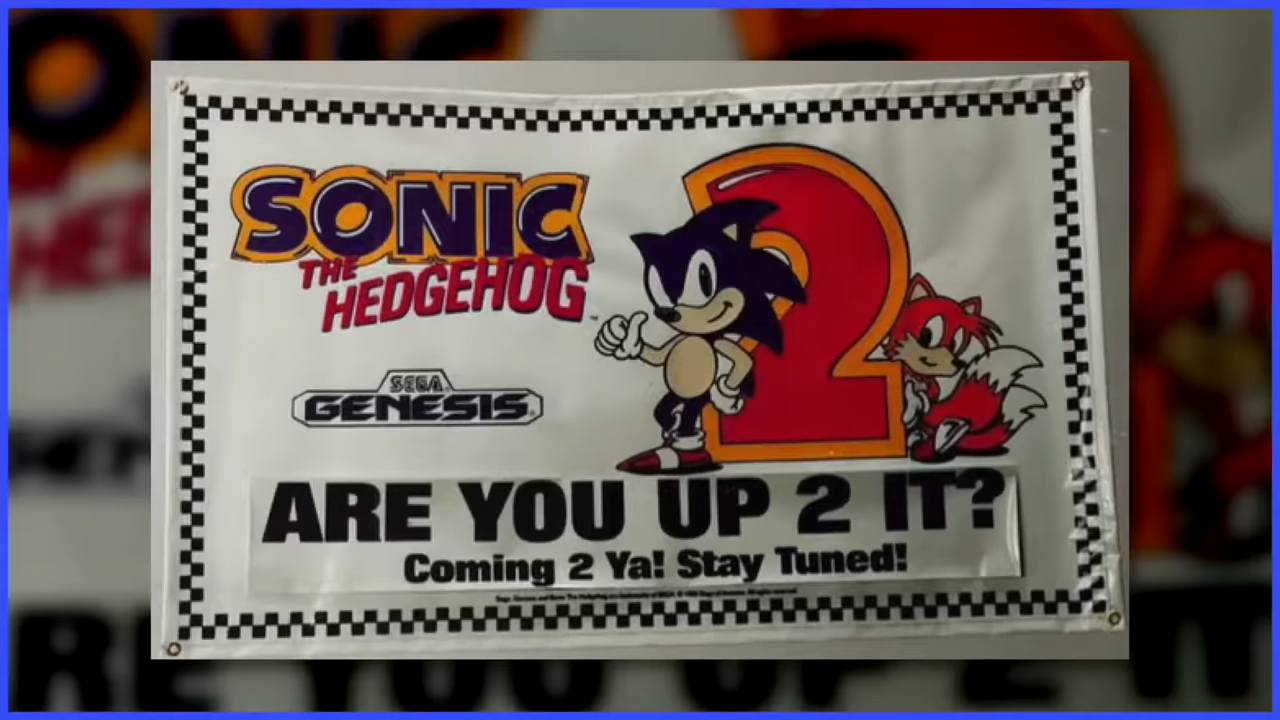 SONIC
THE
HEDGEHOG
2
SEGA
GENESIS
ARE YOU UP 2 IT?
Coming 2 Ya! Stay Tuned!